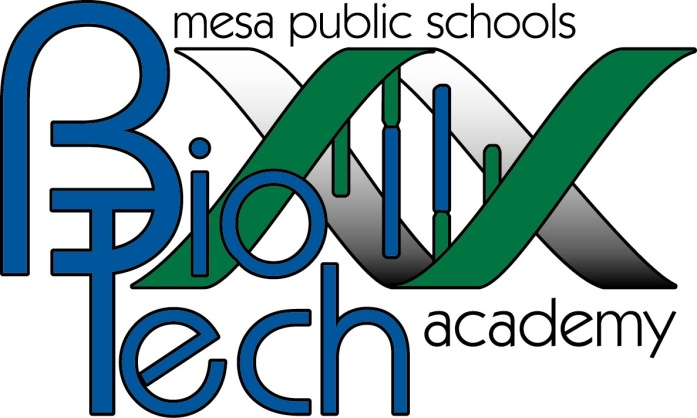 mesa public schools
Bio
Tech
academy